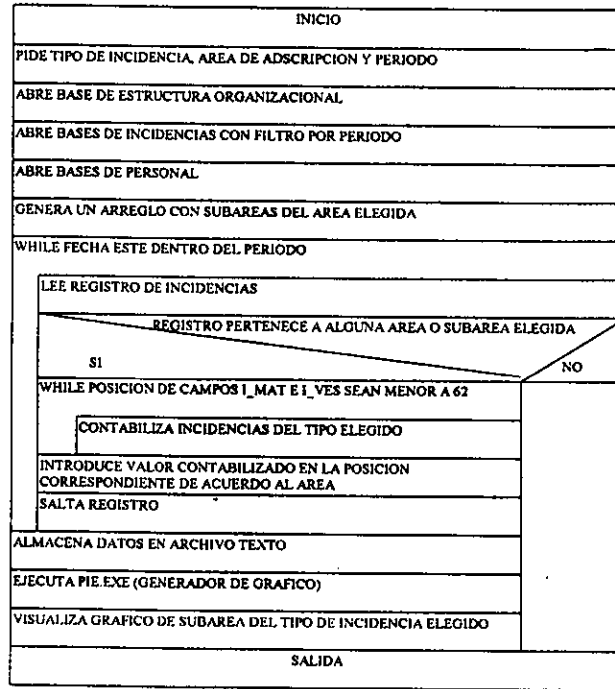 INICIO
PIDE TIPO DE INCIDENCIA, AREA DE ADSCRIPCION Y PERIODO
ABRE BASE DE ESTRUCTURA ORGANIZACIONAL
ABRE BASES DE INCIDENCIAS CON FILTRO POR PERIODO
ABRE BASES DE PERSONAL
GENERA UN ARREGLO CON SUBAREAS DEL AREA ELEGIDA
WHILE FECHA ESTE DENTRO DEL PERIODO
LEE REGISTRO DE INCIDENCIAS
REGISTRO PERTENECE A ALGUNA AREA O SUBAREA ELEGIDA
SI
NO
WHILE POSICION DE CAMPOS I_MAT E I_VES SEAN MENOR A 62
CONTABILIZA INCIDENCIAS DEL TIPO ELEGIDO
INTRODUCE VALOR CONTABILIZADO EN LA POSICION
CORRESPONDIENTE DE ACUERDO AL AREA
SALTA REGISTRO
ALMACENA DATOS EN ARCHIVO TEXTO
EJECUTA PIE.EXE (GENERADOR DE GRAFICO)
VISUALIZA GRAFICO DE SUBAREA DEL TIPO DE INCIDENCIA ELEGIDO
SALIDA